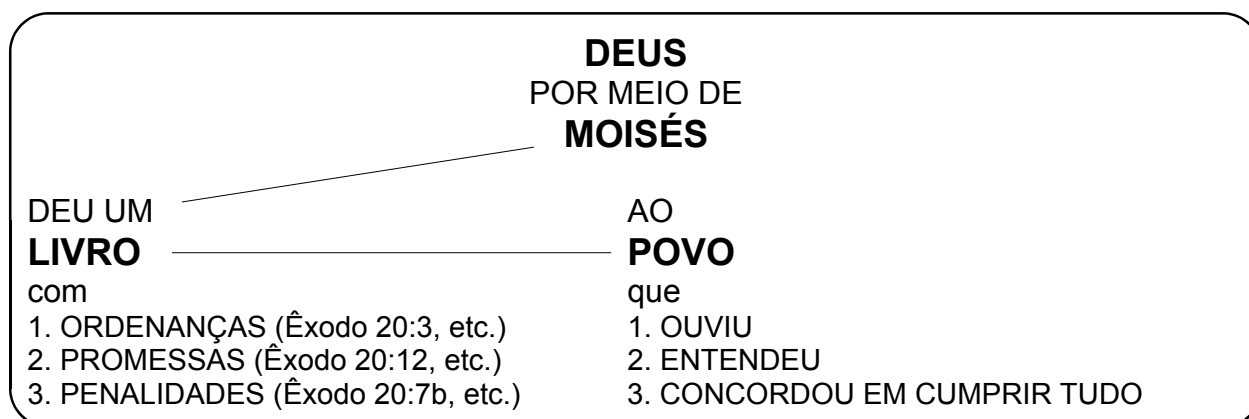 DEUS
POR MEIO DE
MOISÉS
DEU UM
LIVRO
com
1. ORDENANÇAS (Êxodo 20:3, etc.)
2. PROMESSAS (Êxodo 20:12, etc.)
3. PENALIDADES (Êxodo 20:7b, etc.)
AO
POVO
que
1. OUVIU
2. ENTENDEU
3. CONCORDOU EM CUMPRIR TUDO